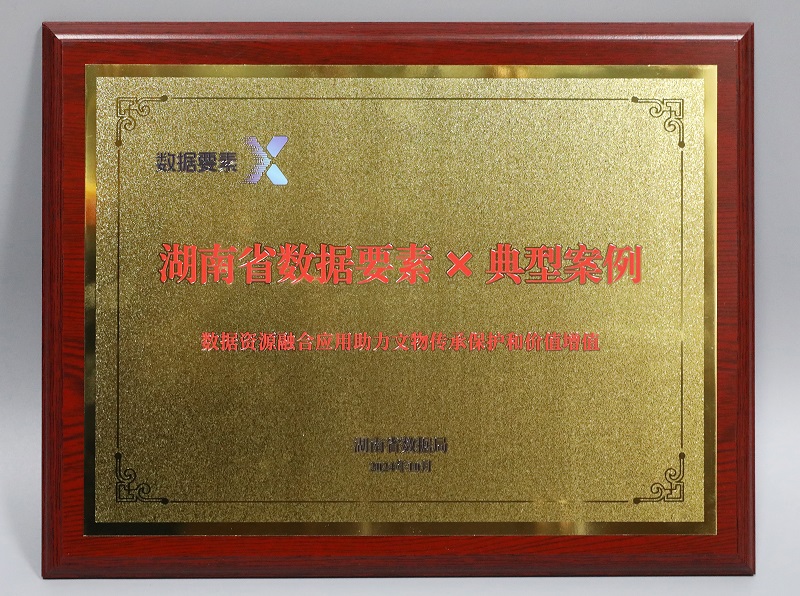 数据要素X
湖南省数据要素 × 典型案例
数据资源融合应用助力文物传承保护和价值增值
湖南省数据局
2024年10月